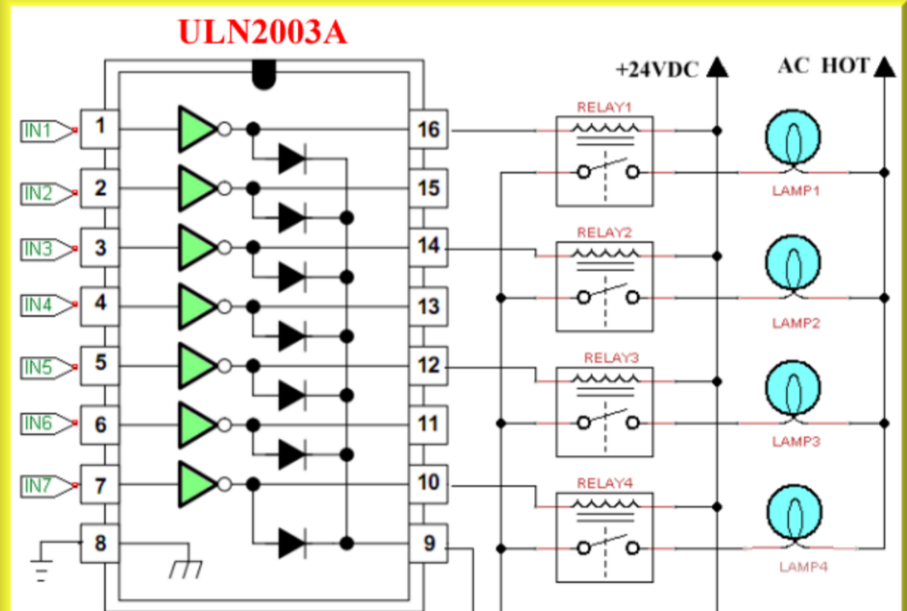 ULN2003A
+24VDC
AC HOT
IN1
1
16
RELAY1
LAMP1
IN2
2
15
IN3
3
14
RELAY2
LAMP2
IN4
4
13
IN5
5
12
RELAY3
LAMP3
IN6
6
11
IN7
7
10
RELAY4
LAMP4
8
9